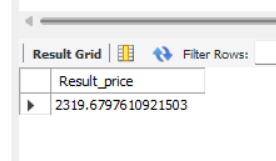 Result Grid Filter Rows:
Result_price
2319.6797610921503